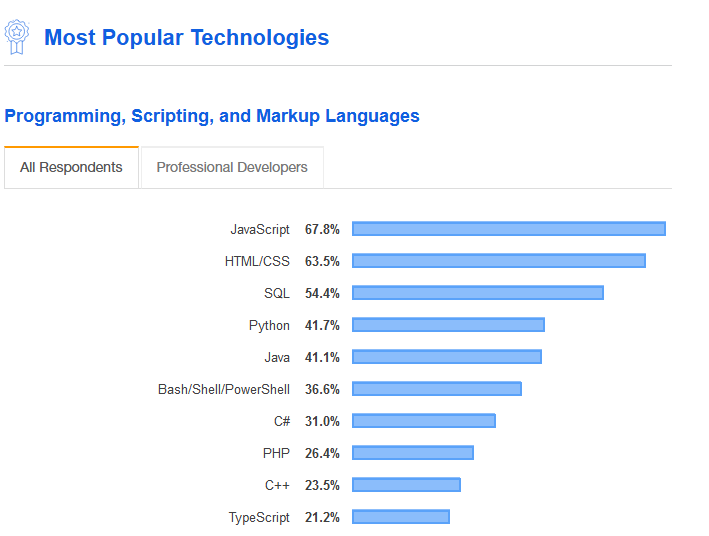 Most Popular Technologies
Programming, Scripting, and Markup Languages
All Respondents Professional Developers
JavaScript 67.8%
HTML/CSS 63.5%
SQL 54.4%
Python 41.7%
Java 41.1%
Bash/Shell/PowerShell 36.6%
C# 31.0%
PHP 26.4%
C++ 23.5%
TypeScript 21.2%